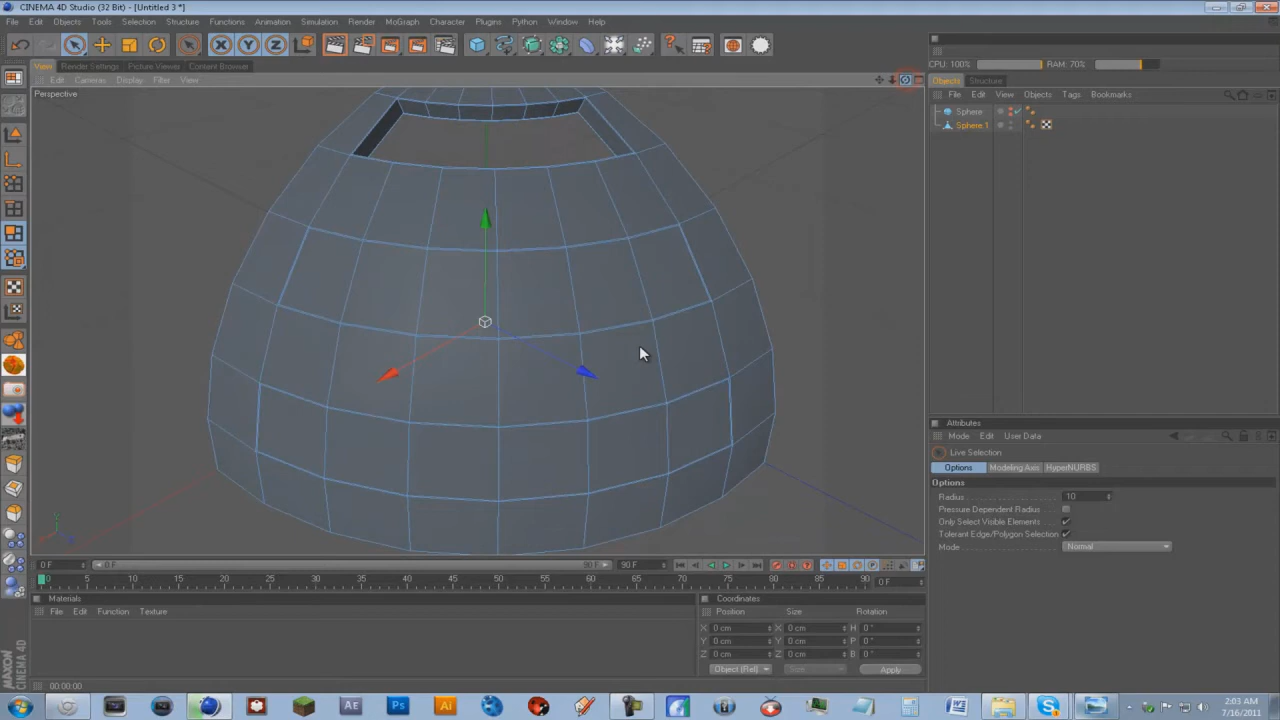 CINEMA 4D Studio (32 Bit) - [Untitled 3 *]
File Edit Objects Tools Selection Structure Functions Animation Simulation Render MoGraph Character Plugins Python Window Help
CPU: 100% RAM: 70%
View Render Settings Picture Viewer Content Browser
Edit Cameras Display Filter View
Perspective
Objects Structure
File Edit View Objects Tags Bookmarks
Sphere
Sphere.1
Attributes
Mode Edit User Data
Live Selection
Options Modeling Axis HyperNURBS
Options
Radius 10
Pressure Dependent Radius
Only Select Visible Elements
Tolerant Edge/Polygon Selection
Mode Normal
Y
0 F 0 F 90 F 90 F
0 5 10 15 20 25 30 35 40 45 50 55 60 65 70 75 80 85 90 0 F
Materials
File Edit Function Texture
Coordinates
Position Size Rotation
X 0 cm X 0 cm H 0 °
Y 0 cm Y 0 cm P 0 °
Z 0 cm Z 0 cm B 0 °
Object (Rel) Size Apply
MAXON
CINEMA 4D
00:00:00
Ae Ps Ai W S
2:03 AM
7/16/2011